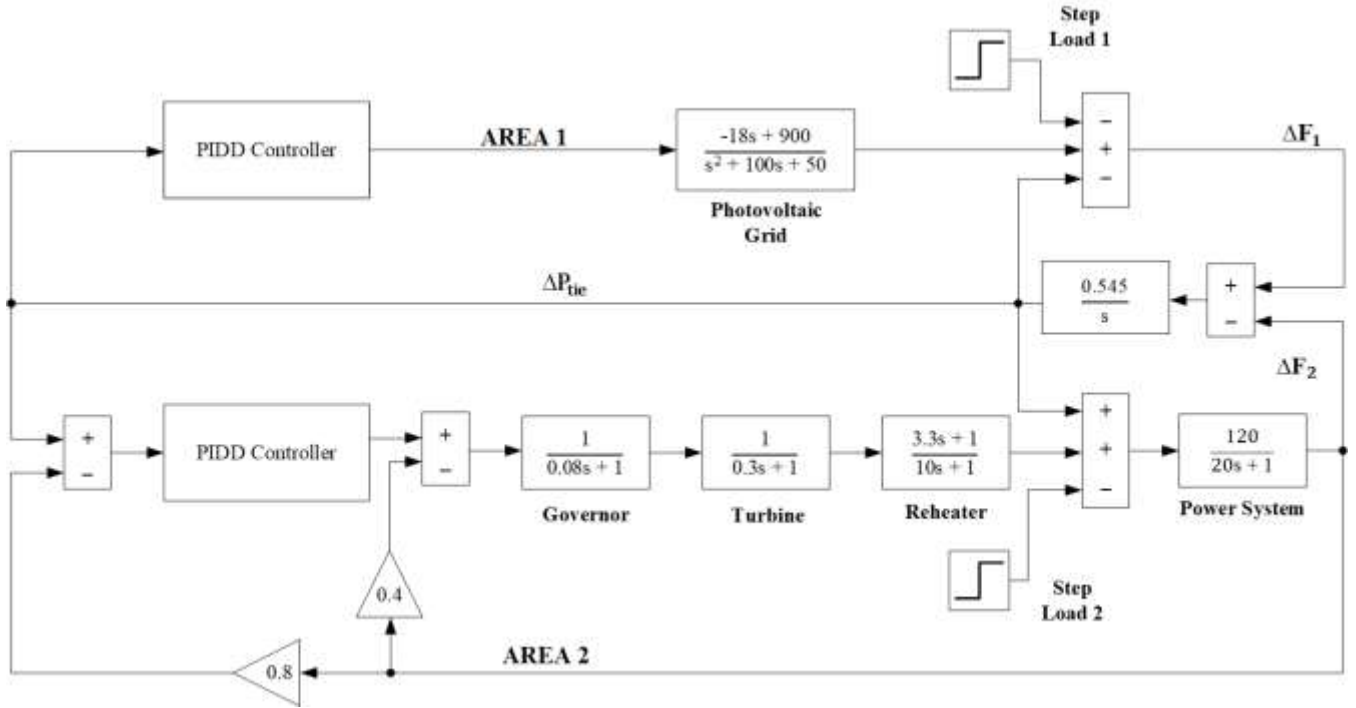 Step
Load 1
PIDD Controller
AREA 1
-18s + 900
s² + 100s + 50
Photovoltaic
Grid
−
+
−
ΔF₁
ΔPtie
0.545
s
+
−
ΔF₂
+
−
PIDD Controller
+
−
1
0.08s + 1
Governor
1
0.3s + 1
Turbine
3.3s + 1
10s + 1
Reheater
+
+
−
120
20s + 1
Power System
Step
Load 2
0.4
0.8
AREA 2